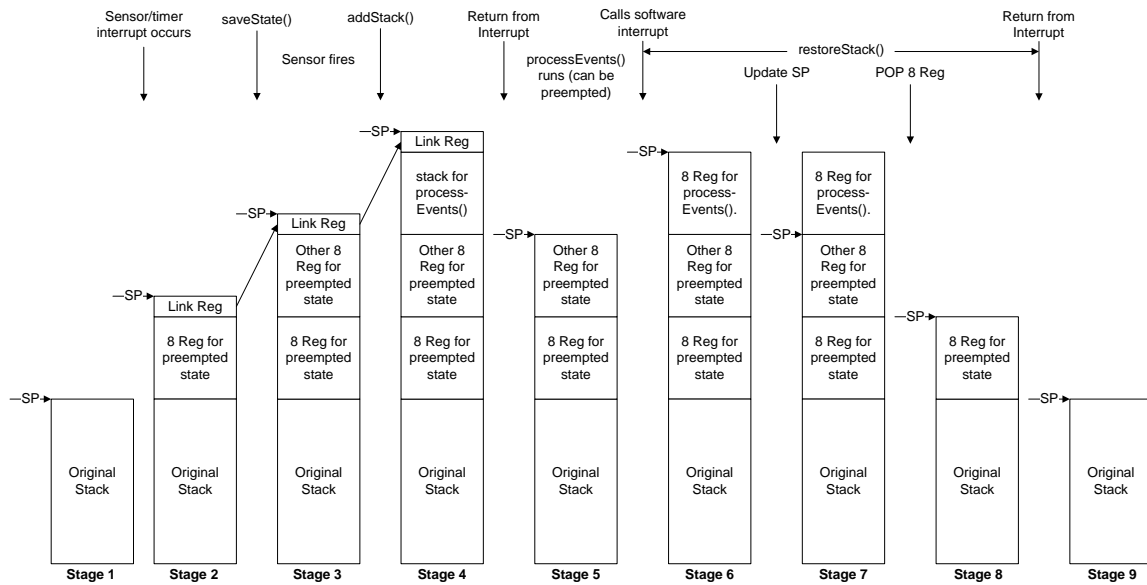 Sensor/timer
interrupt occurs
saveState()
Sensor fires
addStack()
Return from
Interrupt
processEvents()
runs (can be
preempted)
Calls software
interrupt
restoreStack()
Update SP
POP 8 Reg
Return from
Interrupt
SP
Original
Stack
Stage 1
SP
Link Reg
8 Reg for
preempted
state
Original
Stack
Stage 2
SP
Link Reg
Other 8
Reg for
preempted
state
8 Reg for
preempted
state
Original
Stack
Stage 3
SP
Link Reg
stack for
process-
Events()
Other 8
Reg for
preempted
state
8 Reg for
preempted
state
Original
Stack
Stage 4
SP
Other 8
Reg for
preempted
state
8 Reg for
preempted
state
Original
Stack
Stage 5
SP
8 Reg for
process-
Events().
Other 8
Reg for
preempted
state
8 Reg for
preempted
state
Original
Stack
Stage 6
8 Reg for
process-
Events().
SP
Other 8
Reg for
preempted
state
8 Reg for
preempted
state
Original
Stack
Stage 7
SP
8 Reg for
preempted
state
Original
Stack
Stage 8
SP
Original
Stack
Stage 9